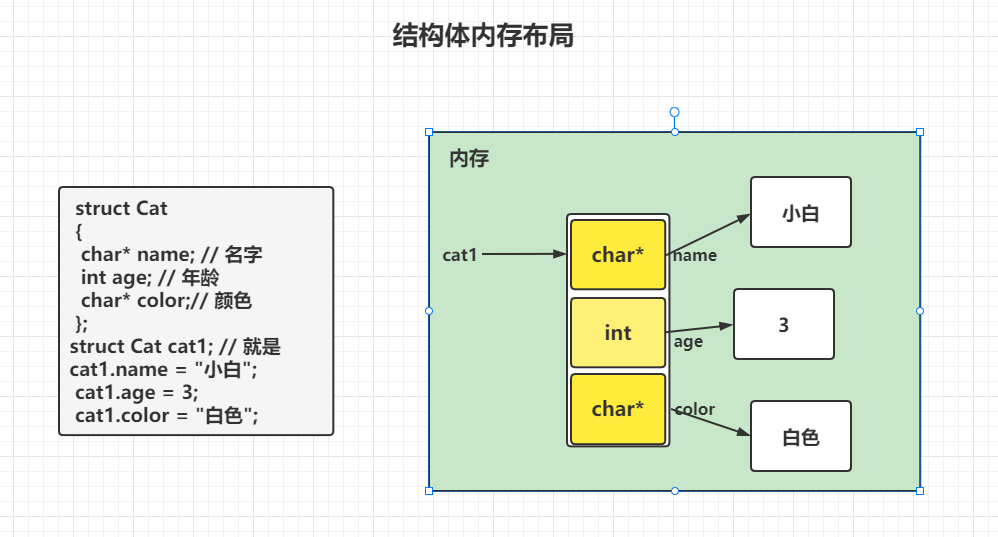 结构体内存布局
struct Cat
{
char* name; // 名字
int age; // 年龄
char* color;// 颜色
};
struct Cat cat1; // 就是
cat1.name = "小白";
cat1.age = 3;
cat1.color = "白色";
内存
cat1
char*
name
小白
int
age
3
char*
color
白色